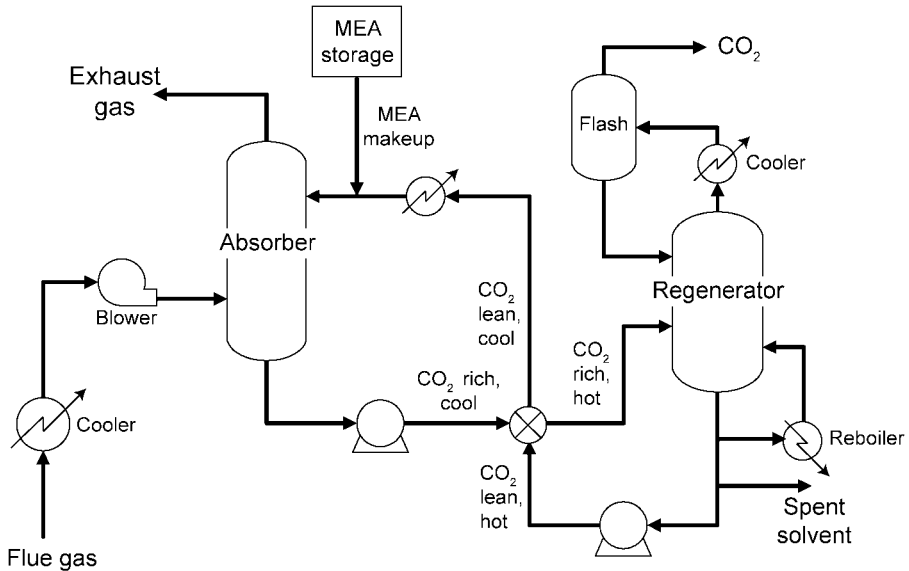 MEA
storage
CO₂
Exhaust
gas
MEA
makeup
Flash
Cooler
Absorber
Regenerator
Blower
CO₂
lean,
cool
CO₂
rich,
hot
CO₂ rich,
cool
Cooler
Reboiler
CO₂
lean,
hot
Spent
solvent
Flue gas